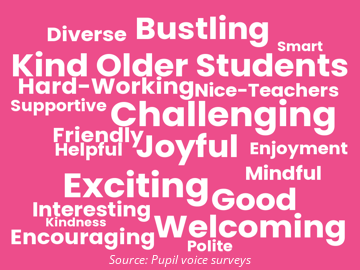 Diverse Bustling
Smart
Kind Older Students
Hard-Working Nice-Teachers
Supportive Challenging
Friendly
Helpful Joyful Enjoyment
Mindful
Exciting Good
Interesting
Kindness Welcoming
Encouraging
Polite
Source: Pupil voice surveys